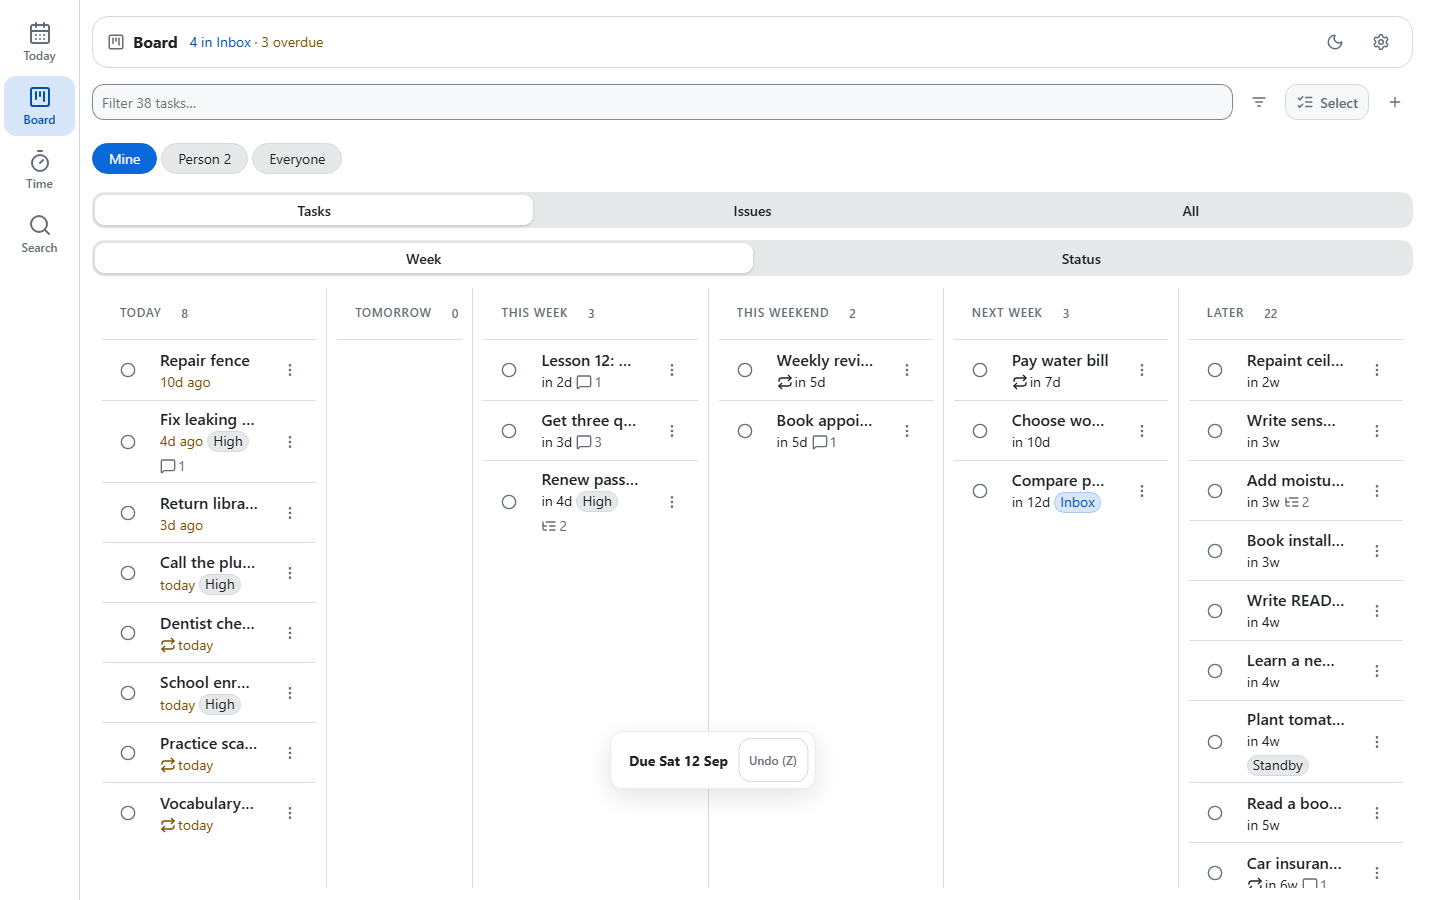 Today
Board
Time
Search
Board 4 in Inbox · 3 overdue
Filter 38 tasks...
Select
Mine
Person 2
Everyone
Tasks
Issues
All
Week
Status
TODAY 8
Repair fence
10d ago
Fix leaking ...
4d ago High
1
Return libra...
3d ago
Call the plu...
today High
Dentist che...
today
School enr...
today High
Practice sca...
today
Vocabulary...
today
TOMORROW 0
THIS WEEK 3
Lesson 12: ...
in 2d 1
Get three q...
in 3d 3
Renew pass...
in 4d High
2
THIS WEEKEND 2
Weekly revi...
in 5d
Book appoi...
in 5d 1
NEXT WEEK 3
Pay water bill
in 7d
Choose wo...
in 10d
Compare p...
in 12d Inbox
LATER 22
Repaint ceil...
in 2w
Write sens...
in 3w
Add moistu...
in 3w 2
Book install...
in 3w
Write READ...
in 4w
Learn a ne...
in 4w
Plant tomat...
in 4w
Standby
Read a boo...
in 5w
Car insuran...
in 6w 1
Due Sat 12 Sep
Undo (Z)